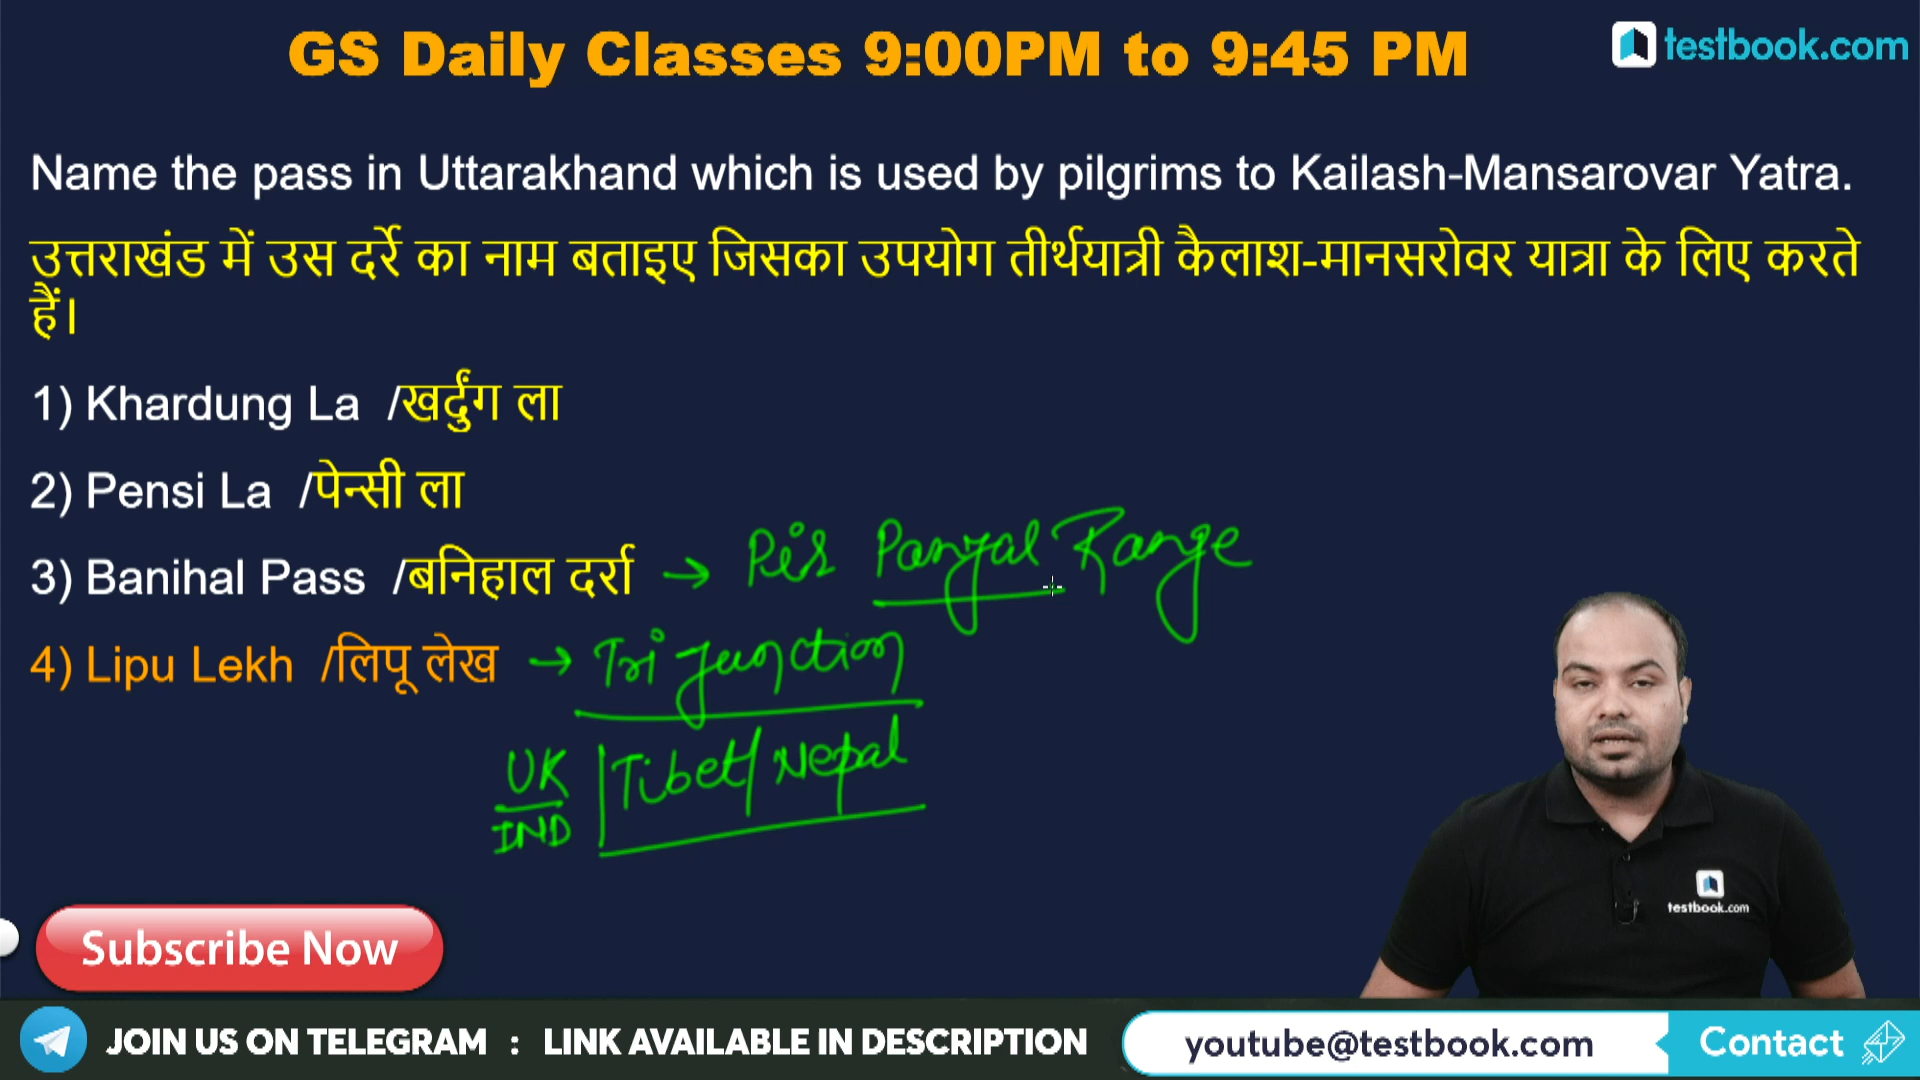 GS Daily Classes 9:00PM to 9:45 PM
testbook.com
Name the pass in Uttarakhand which is used by pilgrims to Kailash-Mansarovar Yatra.
उत्तराखंड में उस दर्रे का नाम बताइए जिसका उपयोग तीर्थयात्री कैलाश-मानसरोवर यात्रा के लिए करते
हैं।
1) Khardung La /खर्दुंग ला
2) Pensi La /पेन्सी ला
3) Banihal Pass /बनिहाल दर्रा → Pir Panjal Range
4) Lipu Lekh /लिपू लेख → Tri Junction
UK | Tibet / Nepal
IND
testbook.com
Subscribe Now
JOIN US ON TELEGRAM : LINK AVAILABLE IN DESCRIPTION
youtube@testbook.com
Contact